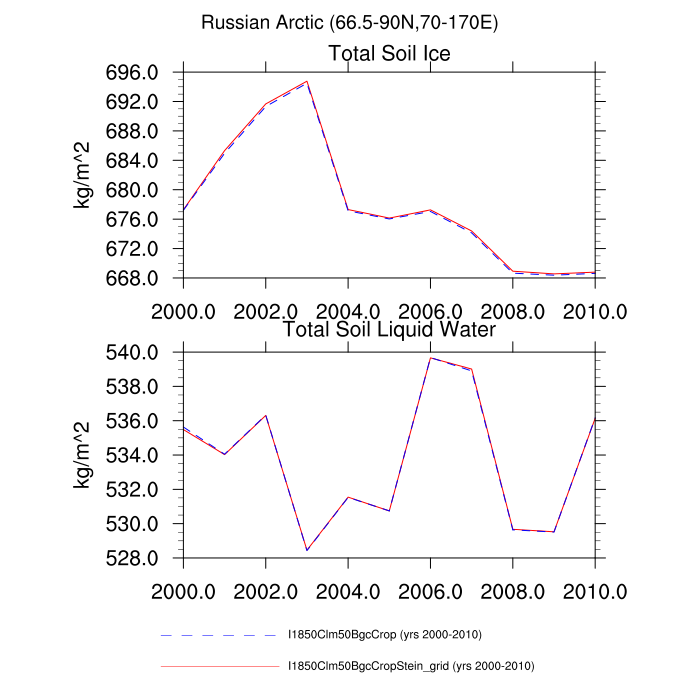 Russian Arctic (66.5-90N,70-170E)
Total Soil Ice
696.0
692.0
688.0
684.0
680.0
676.0
672.0
668.0
kg/m^2
2000.0 2002.0 2004.0 2006.0 2008.0 2010.0
Total Soil Liquid Water
540.0
538.0
536.0
534.0
532.0
530.0
528.0
kg/m^2
2000.0 2002.0 2004.0 2006.0 2008.0 2010.0
I1850Clm50BgcCrop (yrs 2000-2010)
I1850Clm50BgcCropStein_grid (yrs 2000-2010)